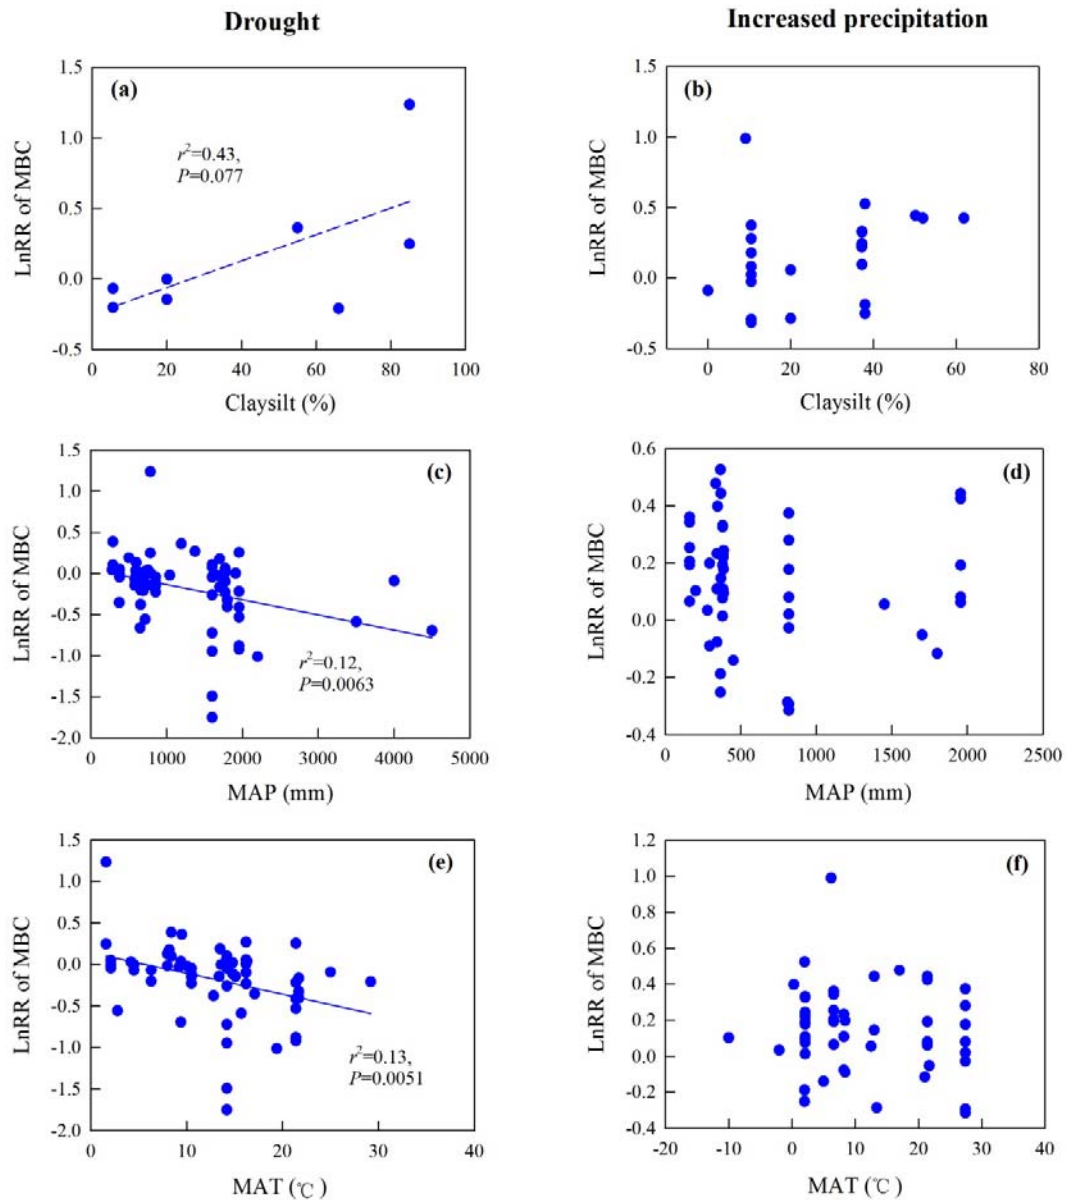 Drought
Increased precipitation
1.5
1.0
0.5
0.0
-0.5
LnRR of MBC
(a)
r²=0.43,
P=0.077
0 20 40 60 80 100
Claysilt (%)
1.5
1.0
0.5
0.0
-0.5
LnRR of MBC
(b)
0 20 40 60 80
Claysilt (%)
1.5
1.0
0.5
0.0
-0.5
-1.0
-1.5
-2.0
LnRR of MBC
(c)
r²=0.12,
P=0.0063
0 1000 2000 3000 4000 5000
MAP (mm)
0.6
0.4
0.2
0.0
-0.2
-0.4
LnRR of MBC
(d)
0 500 1000 1500 2000 2500
MAP (mm)
1.5
1.0
0.5
0.0
-0.5
-1.0
-1.5
-2.0
LnRR of MBC
(e)
r²=0.13,
P=0.0051
0 10 20 30 40
MAT (℃)
1.2
1.0
0.8
0.6
0.4
0.2
0.0
-0.2
-0.4
LnRR of MBC
(f)
-20 -10 0 10 20 30 40
MAT (℃)